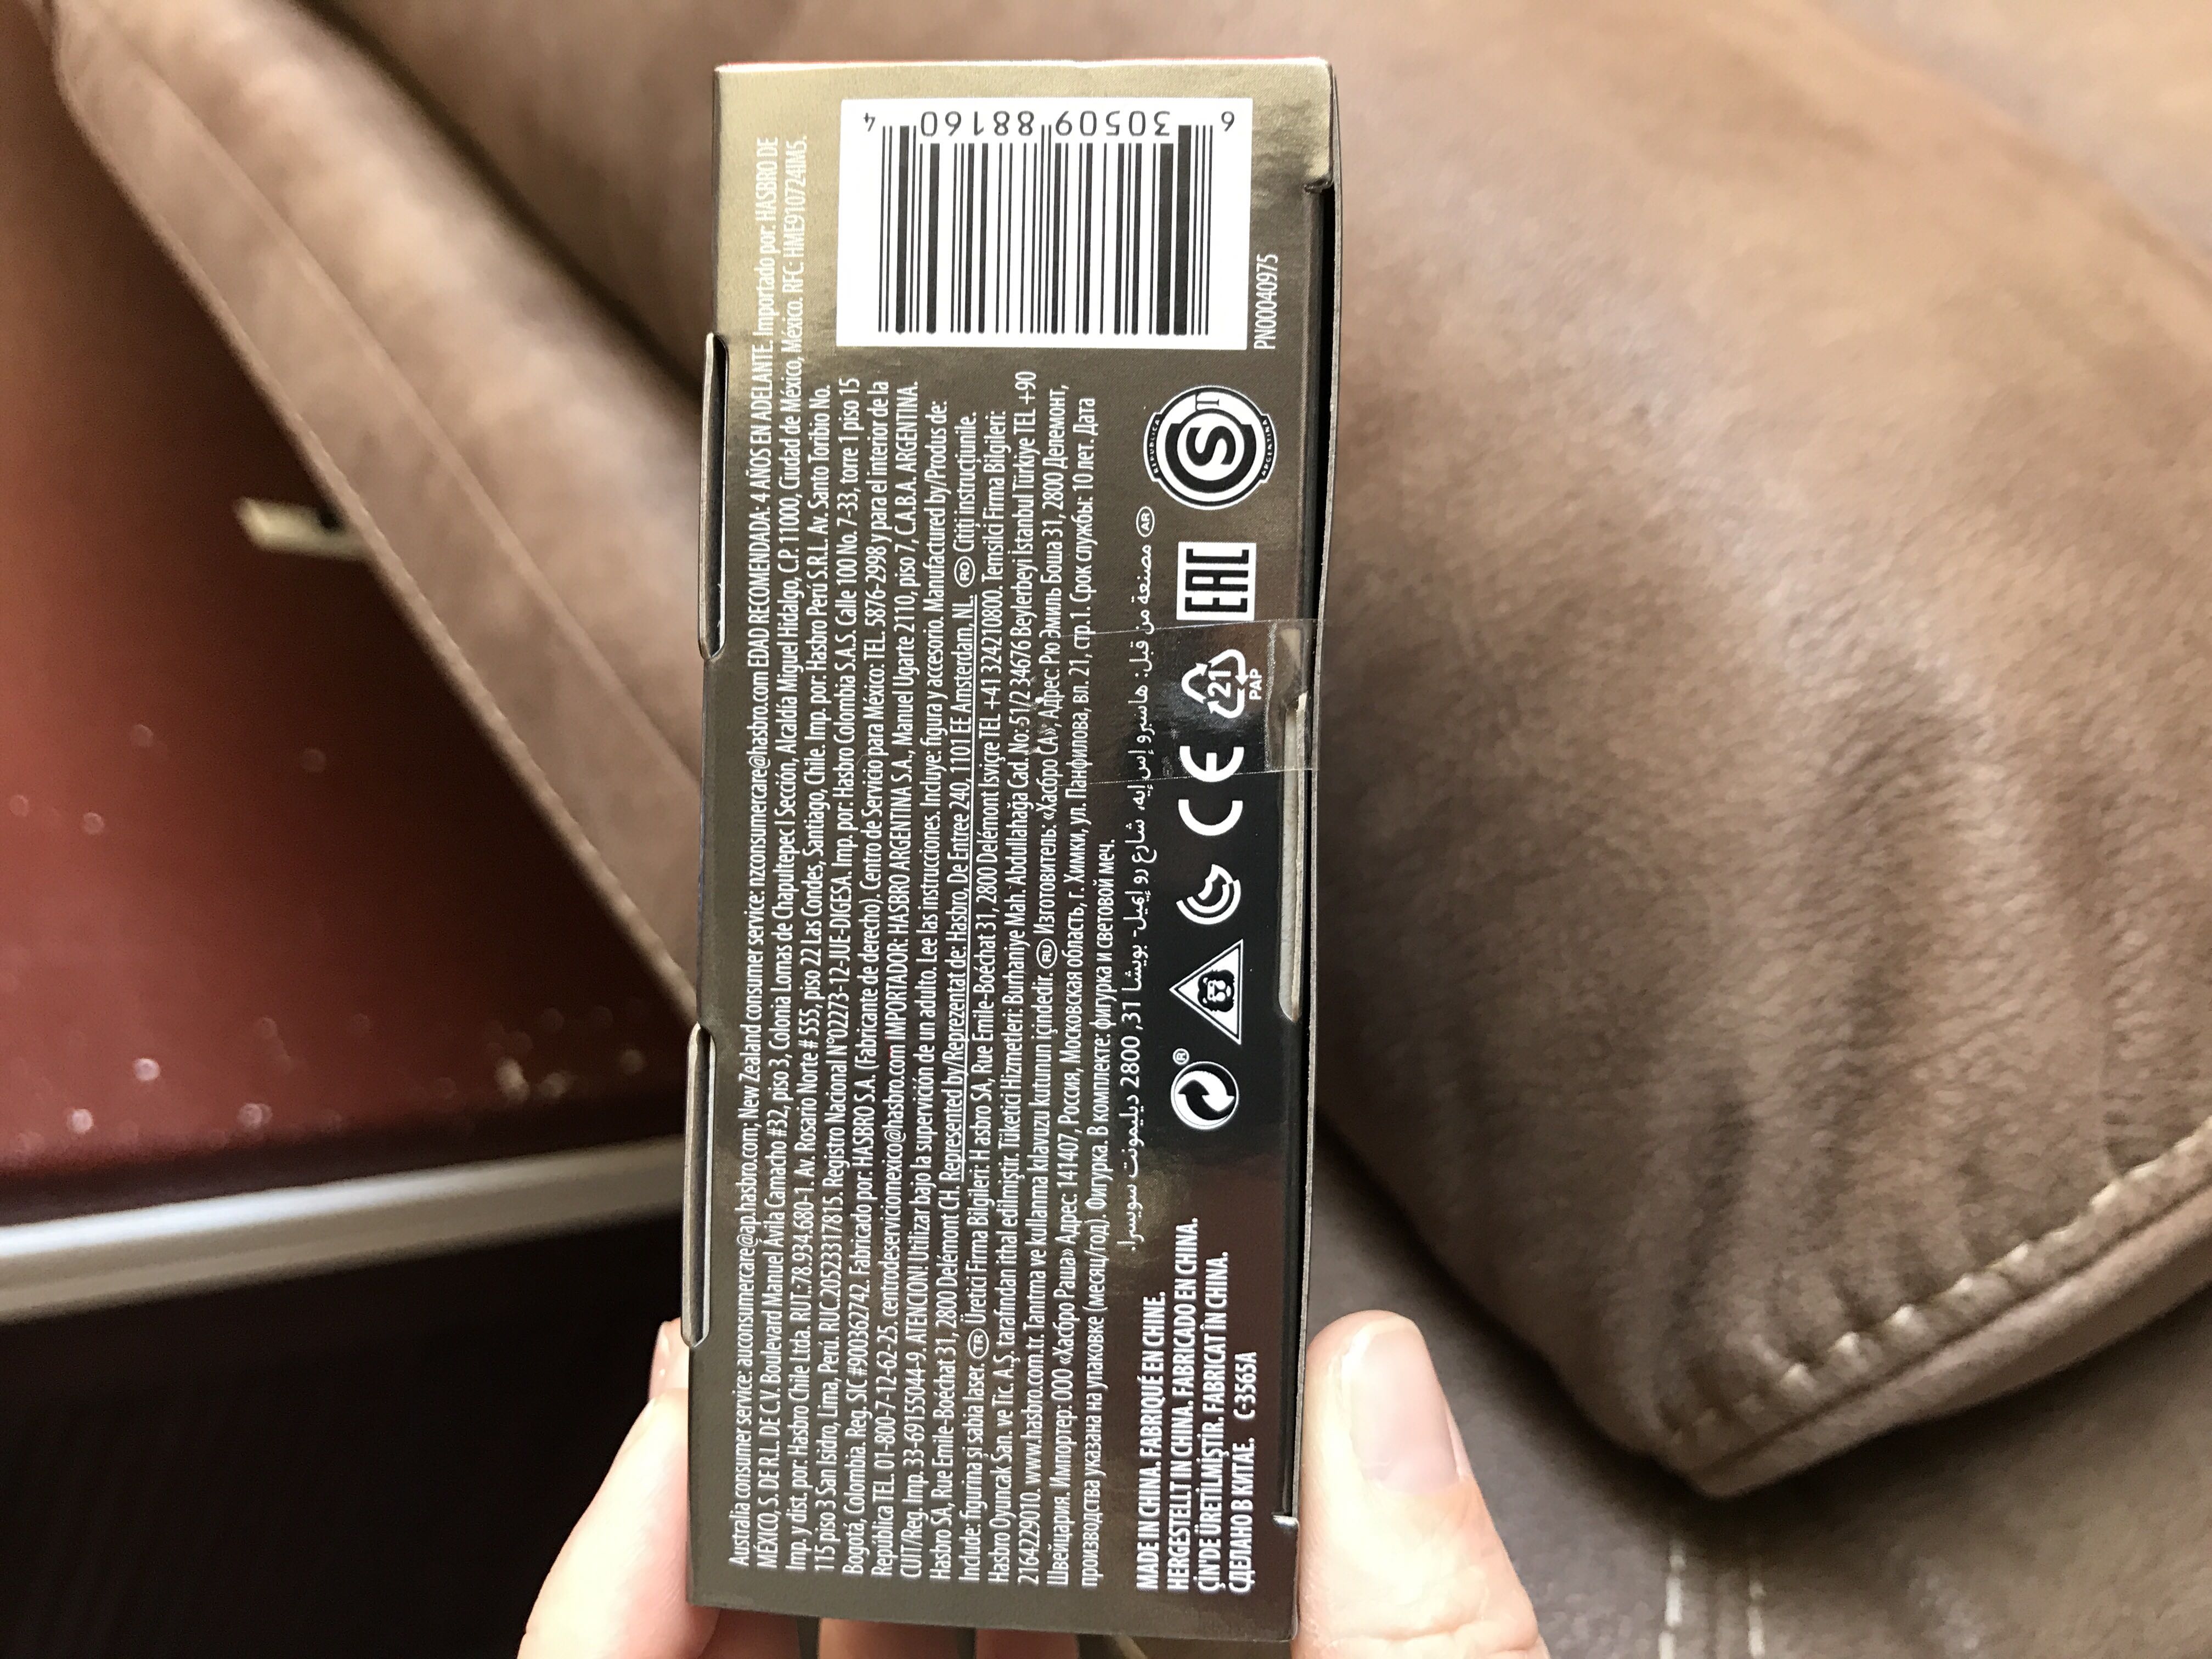 Australia consumer service: auconsumercare@ap.hasbro.com; New Zealand consumer service: nzconsumercare@hasbro.com EDAD RECOMENDADA: 4 AÑOS EN ADELANTE. Importado por: HASBRO DE
MÉXICO, S. DE R.L. DE C.V. Boulevard Manuel Ávila Camacho #32, piso 3, Colonia Lomas de Chapultepec I Sección, Alcaldía Miguel Hidalgo, C.P. 11000, Ciudad de México, México. RFC: HME910724IM5.
Imp. y dist. por: Hasbro Chile Ltda. RUT.:78.934.680-1. Av. Rosario Norte # 555, piso 22 Las Condes, Santiago, Chile. Imp. por: Hasbro Perú S.R.L. Av. Santo Toribio No.
115 piso 3 San Isidro, Lima, Perú. RUC.20523317815. Registro Nacional N°02273-12-JUE-DIGESA. Imp. por: Hasbro Colombia S.A.S. Calle 100 No. 7-33, torre 1 piso 15
Bogotá, Colombia. Reg. SIC #900362742. Fabricado por: HASBRO S.A. (Fabricante de derecho). Centro de Servicio para México: TEL. 5876-2998 y para el interior de la
República TEL. 01-800-7-12-62-25. centrodeserviciomexico@hasbro.com IMPORTADOR: HASBRO ARGENTINA S.A., Manuel Ugarte 2110, piso 7, C.A.B.A. ARGENTINA.
CUIT/Reg. Imp. 33-69155044-9. ATENCION! Utilizar bajo la supervición de un adulto. Lee las instrucciones. Incluye: figura y accesorio. Manufactured by/Produs de:
Hasbro SA, Rue Emile-Boéchat 31, 2800 Delémont CH. Represented by/Reprezentat de: Hasbro, De Entree 240, 1101 EE Amsterdam, NL. RO Citiți instrucțiunile.
Include: figurina și sabia laser. TR Üretici Firma Bilgileri: Hasbro SA, Rue Emile-Boéchat 31, 2800 Delémont İsviçre TEL +41 324210800. Temsilci Firma Bilgileri:
Hasbro Oyuncak San. ve Tic. A.Ş. tarafından ithal edilmiştir. Tüketici Hizmetleri: Burhaniye Mah. Abdullahağa Cad. No: 51/2 34676 Beylerbeyi İstanbul Türkiye TEL +90
2164229010. www.hasbro.com.tr. Tanıtma ve kullanma kılavuzu kutunun içindedir. RU Изготовитель: «Хасбро СА», Адрес: Рю Эмиль Боша 31, 2800 Делемонт,
Швейцария. Импортер: ООО «Хасбро Раша» Адрес: 141407, Россия, Московская область, г. Химки, ул. Панфилова, вл. 21, стр.1. Срок службы: 10 лет. Дата
производства указана на упаковке (месяц/год). Фигурка. В комплекте: фигурка и световой меч.
AR مصنعة من قبل: هاسبرو إس إيه، شارع رو إيميل- بويشا 31, 2800 ديليمونت سويسرا.
MADE IN CHINA. FABRIQUÉ EN CHINE.
HERGESTELLT IN CHINA. FABRICADO EN CHINA.
ÇİN'DE ÜRETİLMİŞTİR. FABRICAT ÎN CHINA.
СДЕЛАНО В КИТАЕ. C-3565A
®
CE
21
PAP
EAC
REPUBLICA
S
ARGENTINA
PN00040975
6 30509 88160 4